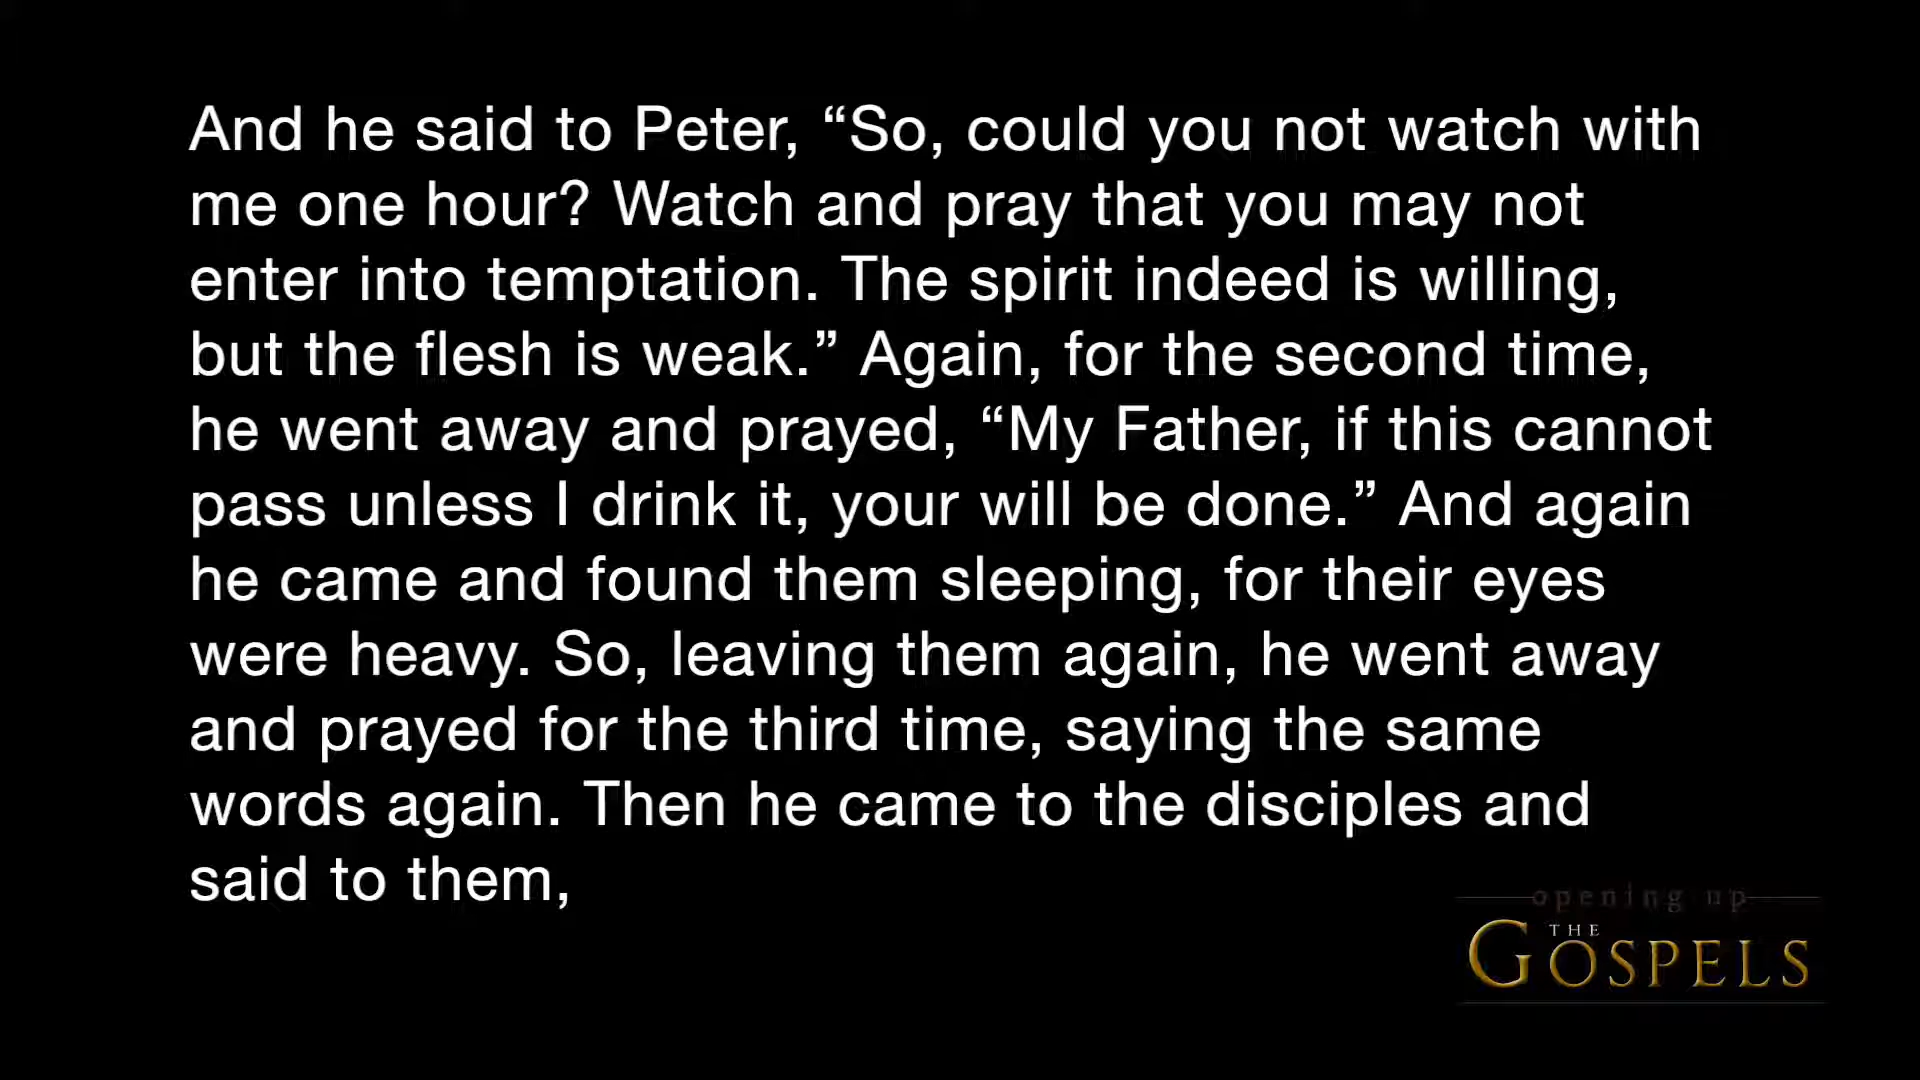 And he said to Peter, “So, could you not watch with
me one hour? Watch and pray that you may not
enter into temptation. The spirit indeed is willing,
but the flesh is weak.” Again, for the second time,
he went away and prayed, “My Father, if this cannot
pass unless I drink it, your will be done.” And again
he came and found them sleeping, for their eyes
were heavy. So, leaving them again, he went away
and prayed for the third time, saying the same
words again. Then he came to the disciples and
said to them,
opening up
THE
GOSPELS